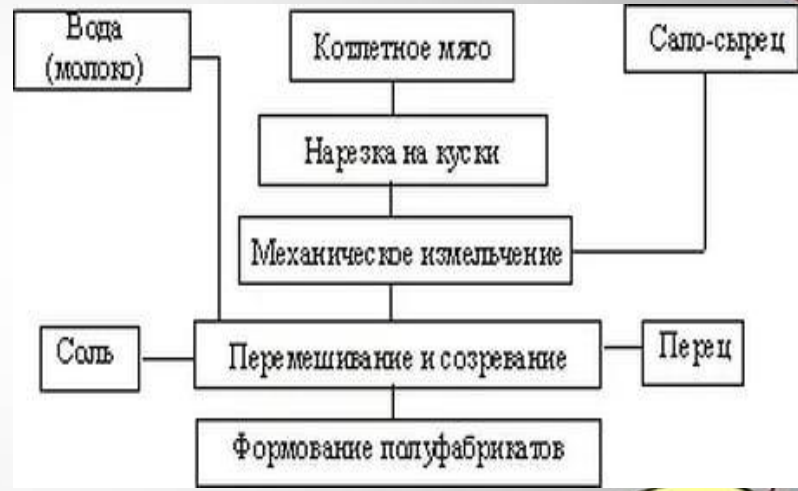 Вода
(молоко)
Котлетное мясо
Сало-сырец
Нарезка на куски
Механическое измельчение
Соль
Перемешивание и созревание
Перец
Формование полуфабрикатов